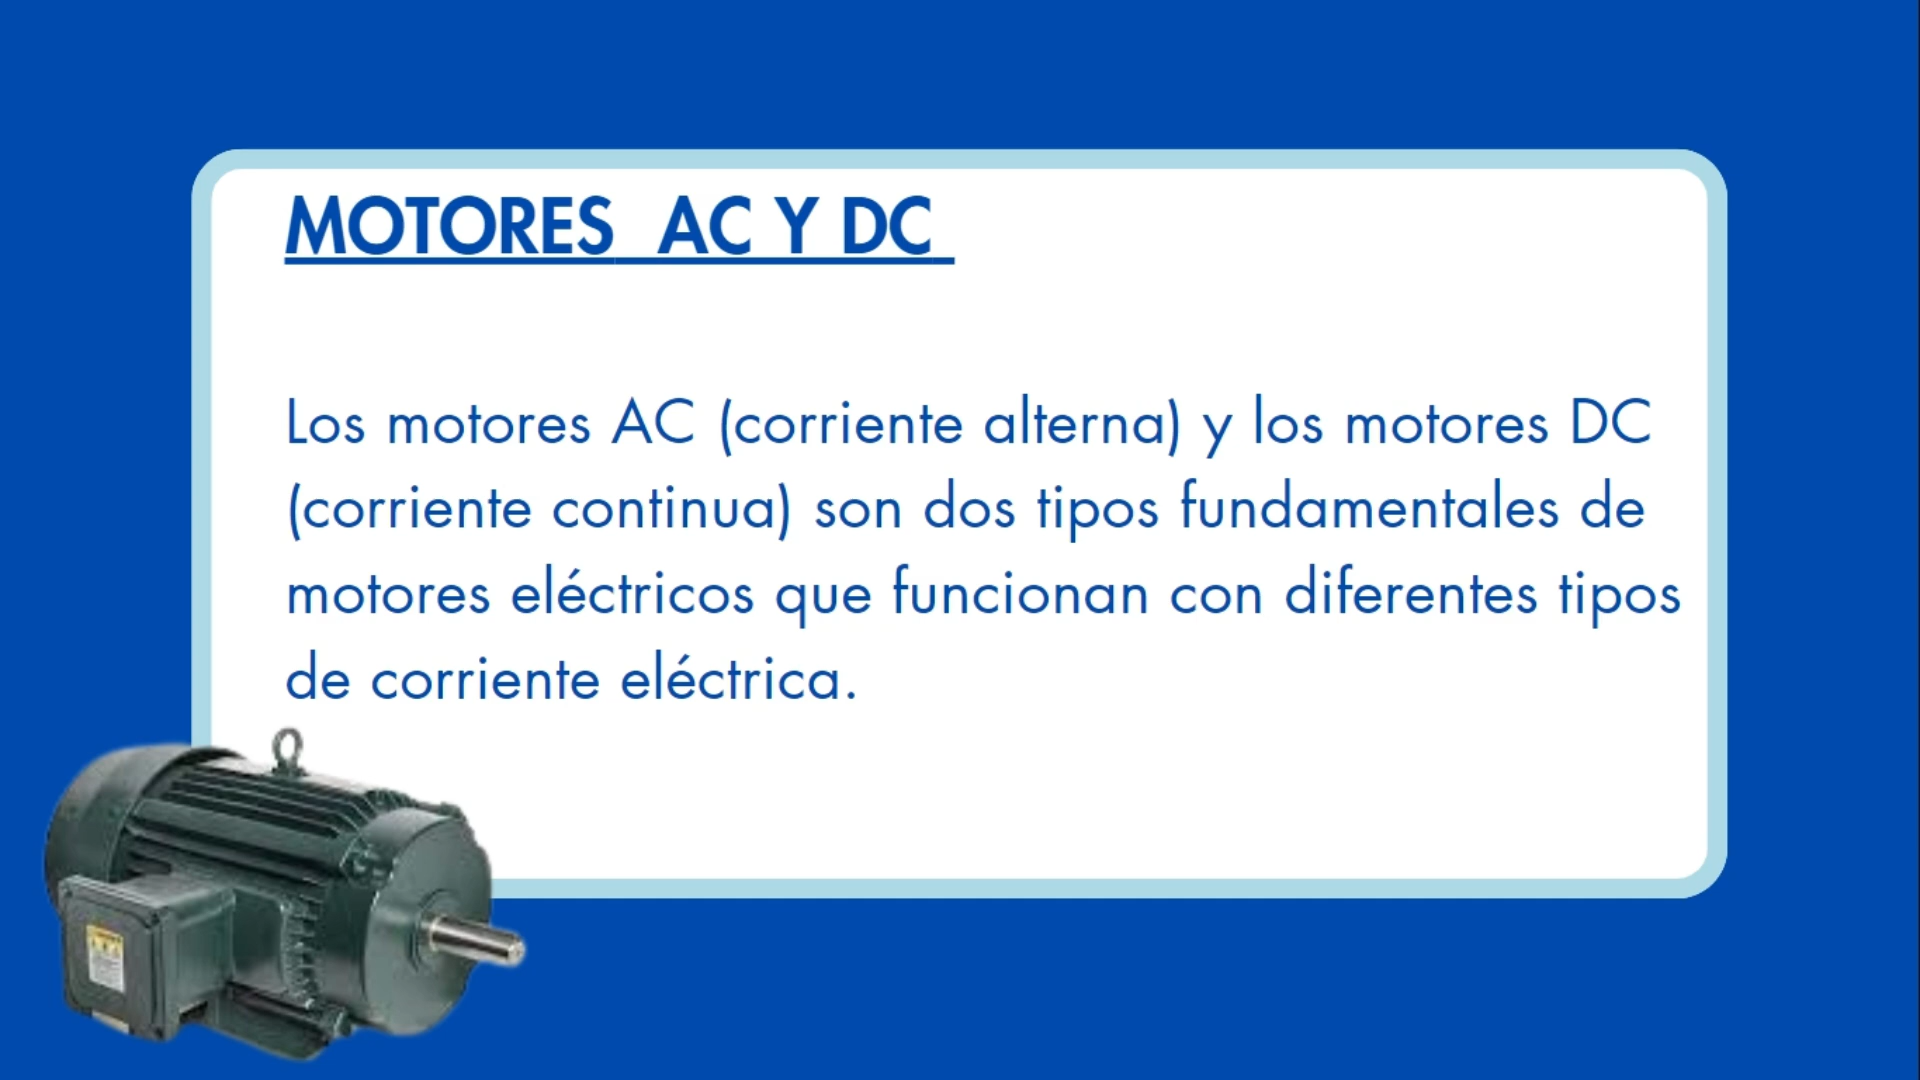 MOTORES  AC Y DC
Los motores AC (corriente alterna) y los motores DC
(corriente continua) son dos tipos fundamentales de
motores eléctricos que funcionan con diferentes tipos
de corriente eléctrica.